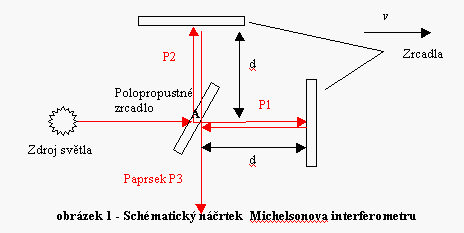 v
Zrcadla
P2
d
Polopropustné
zrcadlo
A
P1
Zdroj světla
d
Paprsek P3
obrázek 1 - Schématický náčrtek Michelsonova interferometru